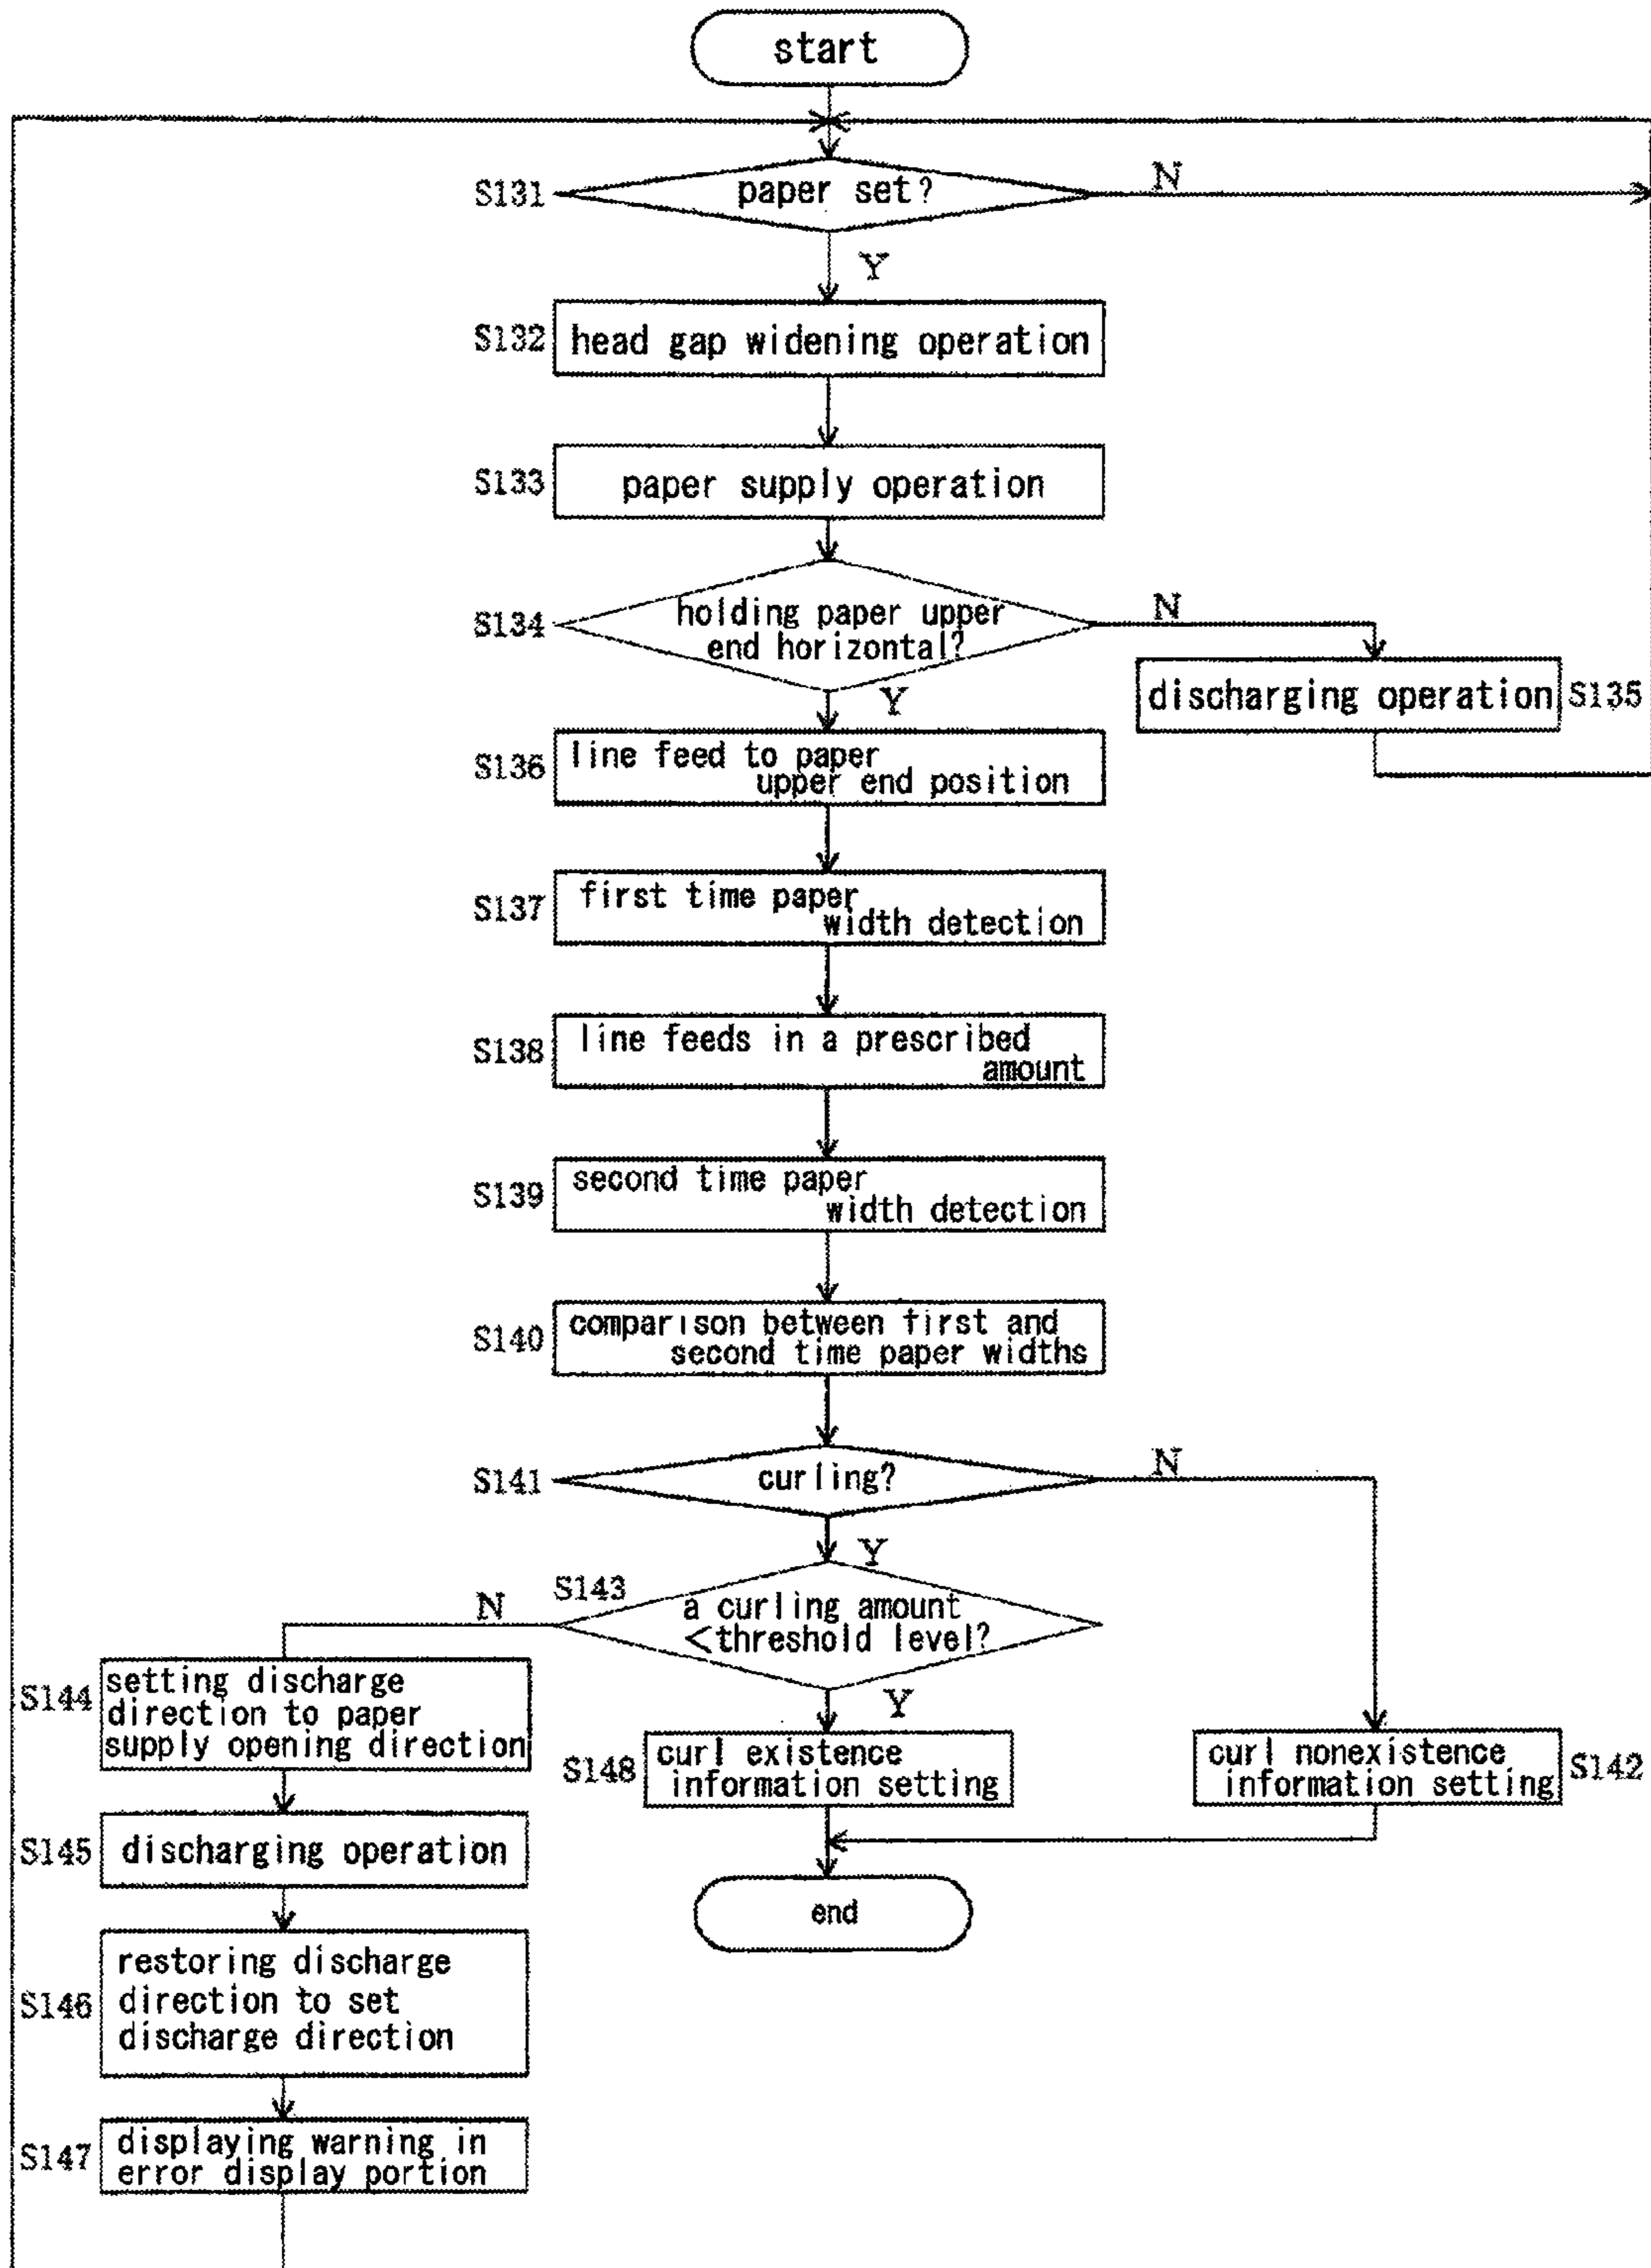 start
S131
paper set?
N
Y
S132
head gap widening operation
S133
paper supply operation
S134
holding paper upper
end horizontal?
N
Y
discharging operation
S135
S136
line feed to paper
upper end position
S137
first time paper
width detection
S138
line feeds in a prescribed
amount
S139
second time paper
width detection
S140
comparison between first and
second time paper widths
S141
curling?
N
Y
S143
a curling amount
<threshold level?
N
Y
S144
setting discharge
direction to paper
supply opening direction
S148
curl existence
information setting
curl nonexistence
information setting
S142
S145
discharging operation
end
S146
restoring discharge
direction to set
discharge direction
S147
displaying warning in
error display portion